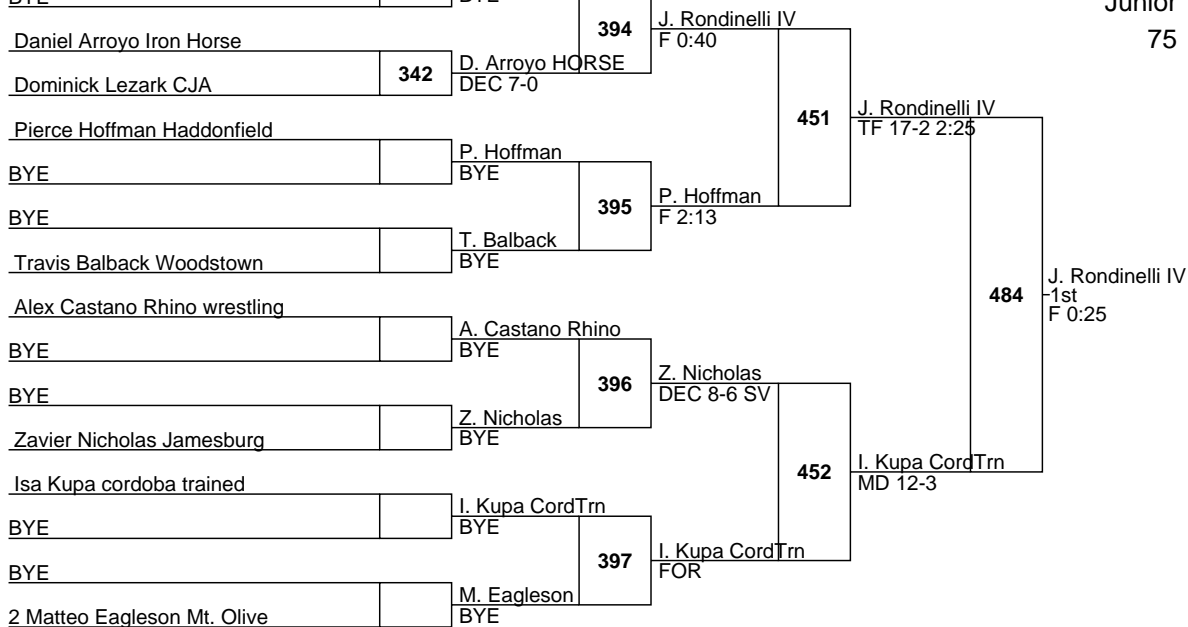 BYE
BYE
Junior
75
Daniel Arroyo Iron Horse
Dominick Lezark CJA
342
D. Arroyo HORSE
DEC 7-0
394
J. Rondinelli IV
F 0:40
Pierce Hoffman Haddonfield
BYE
P. Hoffman
BYE
BYE
Travis Balback Woodstown
T. Balback
BYE
395
P. Hoffman
F 2:13
451
J. Rondinelli IV
TF 17-2 2:25
Alex Castano Rhino wrestling
BYE
A. Castano Rhino
BYE
BYE
Zavier Nicholas Jamesburg
Z. Nicholas
BYE
396
Z. Nicholas
DEC 8-6 SV
Isa Kupa cordoba trained
BYE
I. Kupa CordTrn
BYE
BYE
2 Matteo Eagleson Mt. Olive
M. Eagleson
BYE
397
I. Kupa CordTrn
FOR
452
I. Kupa CordTrn
MD 12-3
484
J. Rondinelli IV
1st
F 0:25